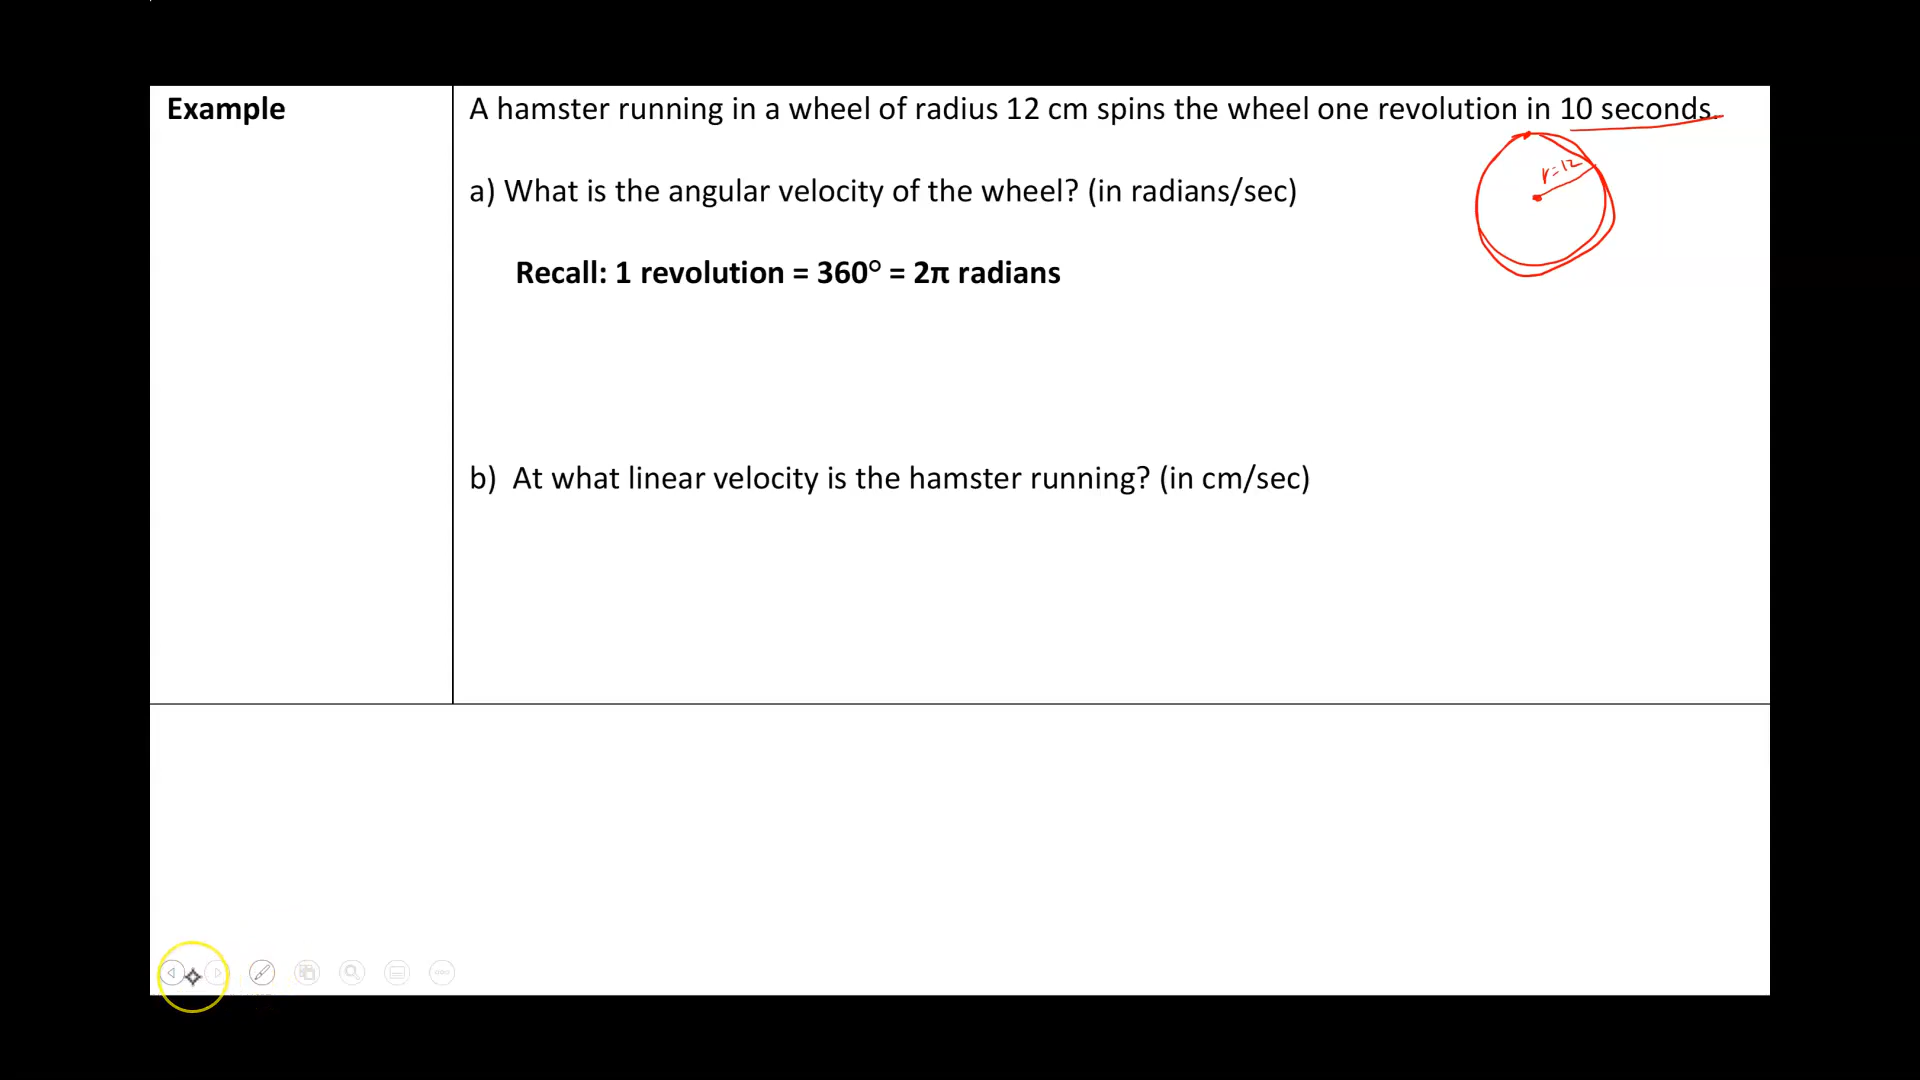 Example
A hamster running in a wheel of radius 12 cm spins the wheel one revolution in 10 seconds.
r=12
a) What is the angular velocity of the wheel? (in radians/sec)
Recall: 1 revolution = 360° = 2π radians
b) At what linear velocity is the hamster running? (in cm/sec)